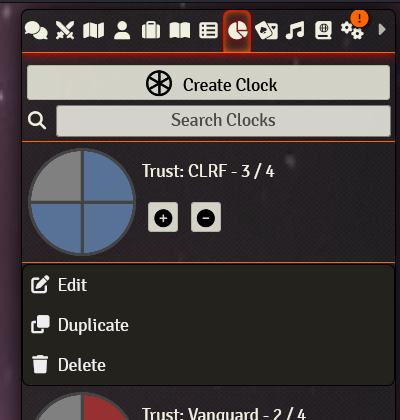 !
Create Clock
Search Clocks
Trust: CLRF - 3 / 4
Edit
Duplicate
Delete
Trust: Vanguard - 2 / 4